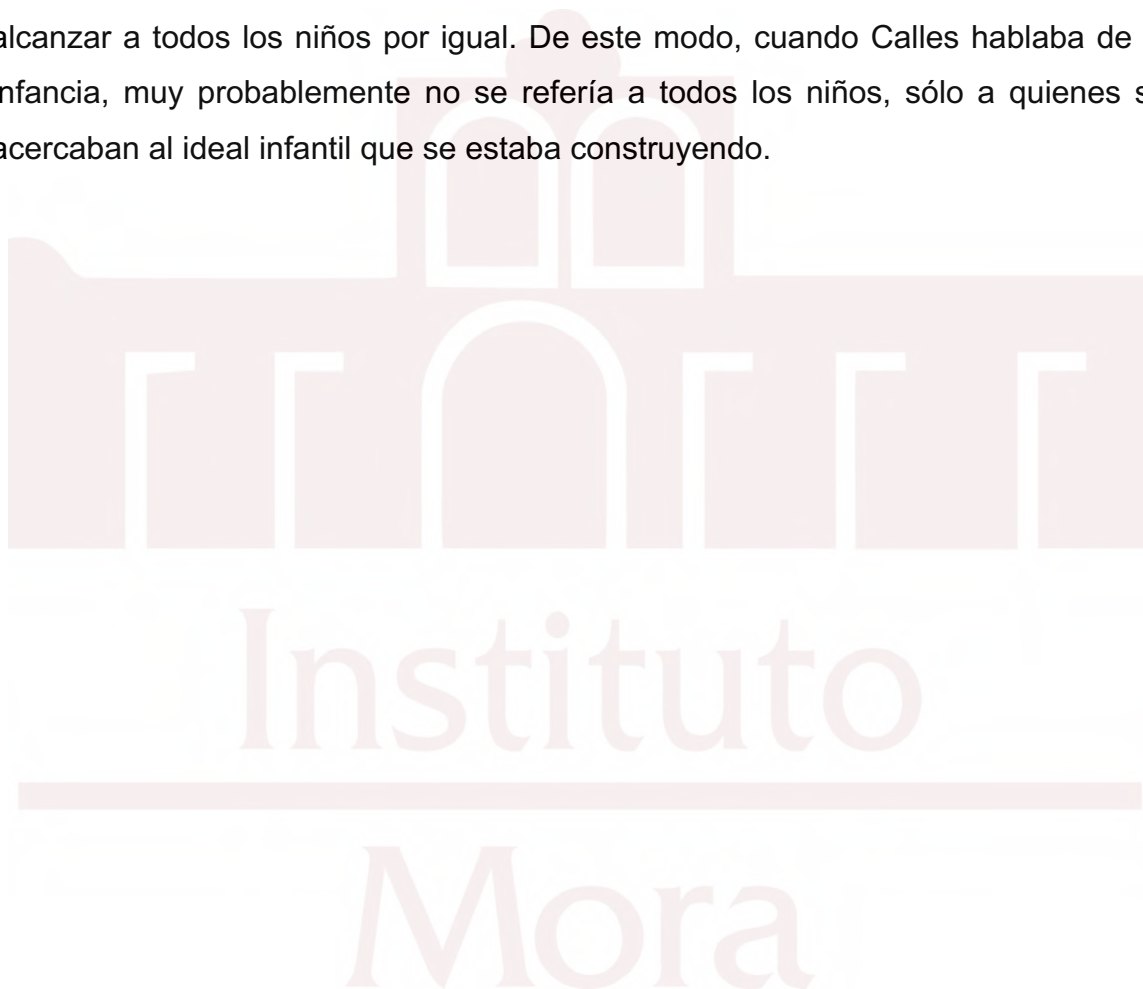 alcanzar a todos los niños por igual. De este modo, cuando Calles hablaba de
infancia, muy probablemente no se refería a todos los niños, sólo a quienes s
acercaban al ideal infantil que se estaba construyendo.
Instituto
Mora